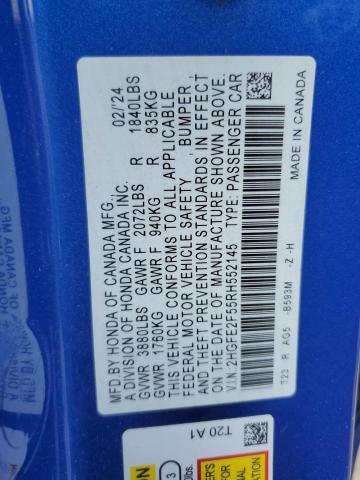 MFD. BY HONDA OF CANADA MFG., 02/'24
A DIVISION OF HONDA CANADA INC.
GVWR 3880LBS GAWR F 2072LBS R 1840LBS
GVWR 1760KG GAWR F 940KG R 835KG
THIS VEHICLE CONFORMS TO ALL APPLICABLE
FEDERAL MOTOR VEHICLE SAFETY, BUMPER,
AND THEFT PREVENTION STANDARDS IN EFFECT
ON THE DATE OF MANUFACTURE SHOWN ABOVE.
V.I.N: 2HGFE2F55RH552145 TYPE: PASSENGER CAR
T23 R AG5 -B593M -Z -H MADE IN CANADA
T20 A1